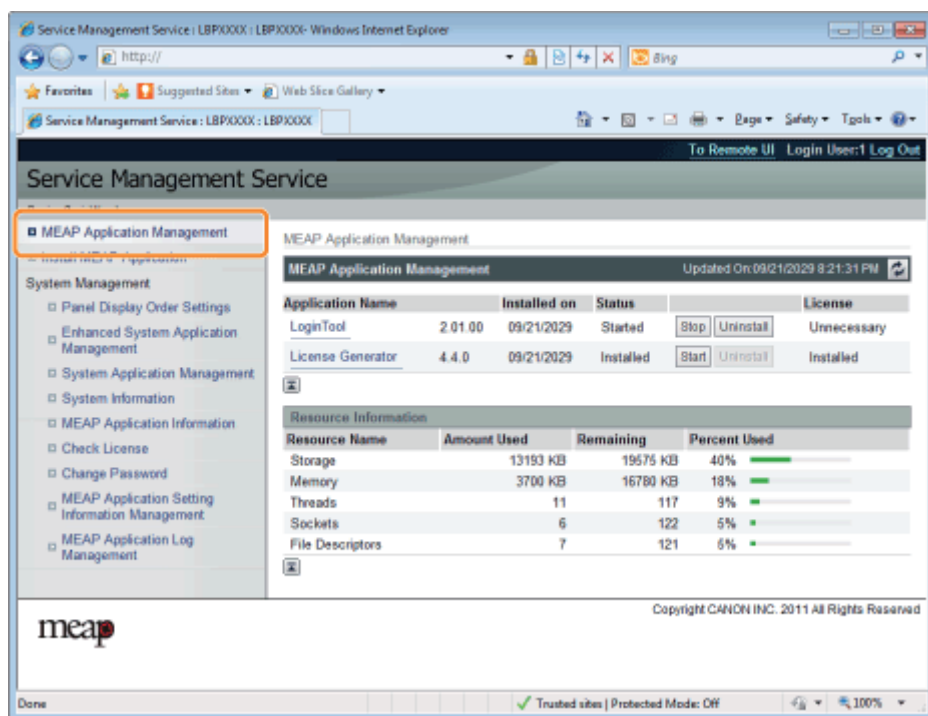 Service Management Service : LBPXXXX : LBPXXXX- Windows Internet Explorer
http://
Bing
Favorites Suggested Sites Web Slice Gallery
Service Management Service : LBPXXXX : LBPXXXX
Page Safety Tools
To Remote UI Login User:1 Log Out
Service Management Service
MEAP Application Management
Install MEAP Application
System Management
Panel Display Order Settings
Enhanced System Application
Management
System Application Management
System Information
MEAP Application Information
Check License
Change Password
MEAP Application Setting
Information Management
MEAP Application Log
Management
MEAP Application Management
MEAP Application Management Updated On:09/21/2029 8:21:31 PM
Application Name Installed on Status License
LoginTool 2.01.00 09/21/2029 Started Stop Uninstall Unnecessary
License Generator 4.4.0 09/21/2029 Installed Start Uninstall Installed
Resource Information
Resource Name Amount Used Remaining Percent Used
Storage 13193 KB 19575 KB 40%
Memory 3700 KB 16780 KB 18%
Threads 11 117 9%
Sockets 6 122 5%
File Descriptors 7 121 6%
Copyright CANON INC. 2011 All Rights Reserved
meap
Done Trusted sites | Protected Mode: Off 100%